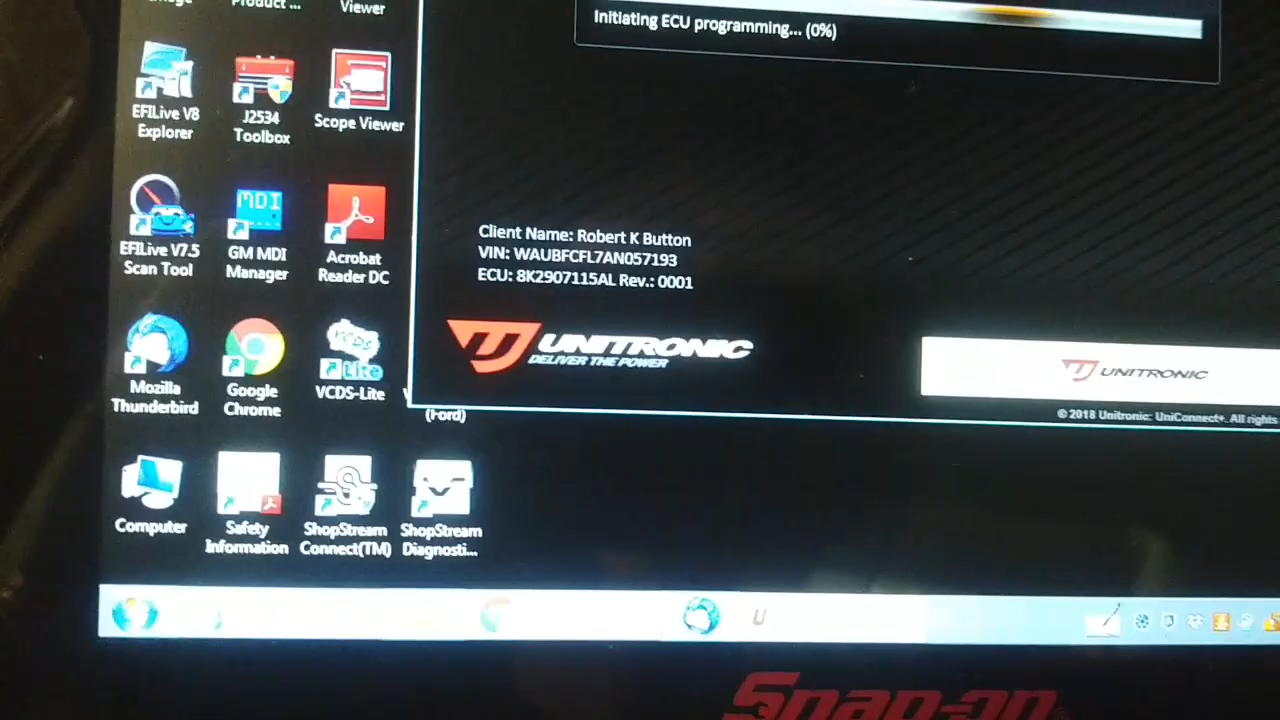 Product ...
Viewer
Initiating ECU programming... (0%)
EFILive V8
Explorer
J2534
Toolbox
Scope Viewer
MDI
EFILive V7.5
Scan Tool
GM MDI
Manager
Acrobat
Reader DC
Client Name: Robert K Button
VIN: WAUBFCFL7AN057193
ECU: 8K2907115AL Rev.: 0001
UNITRONIC
DELIVER THE POWER
UNITRONIC
© 2018 Unitronic: UniConnect+. All rights
VCDS
Lite
Mozilla
Thunderbird
Google
Chrome
VCDS-Lite
(Ford)
Computer
Safety
Information
ShopStream
Connect(TM)
ShopStream
Diagnosti...
U
Snap-on